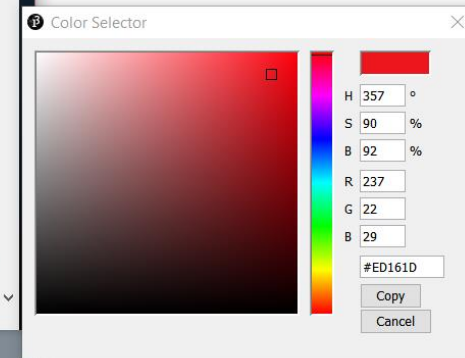 Color Selector
H 357 °
S 90 %
B 92 %
R 237
G 22
B 29
#ED161D
Copy
Cancel